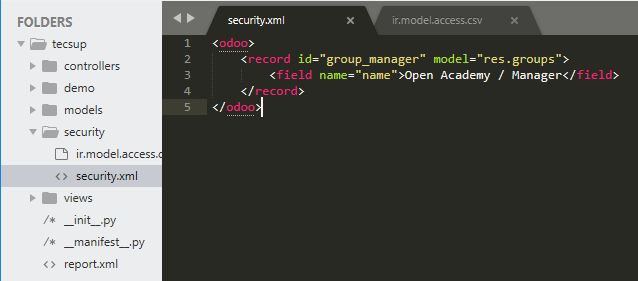 FOLDERS
tecsup
controllers
demo
models
security
ir.model.access.c
<> security.xml
views
/* __init__.py
/* __manifest__.py
<> report.xml
security.xml × ir.model.access.csv ×
1 <odoo>
2 <record id="group_manager" model="res.groups">
3 <field name="name">Open Academy / Manager</field>
4 </record>
5 </odoo>